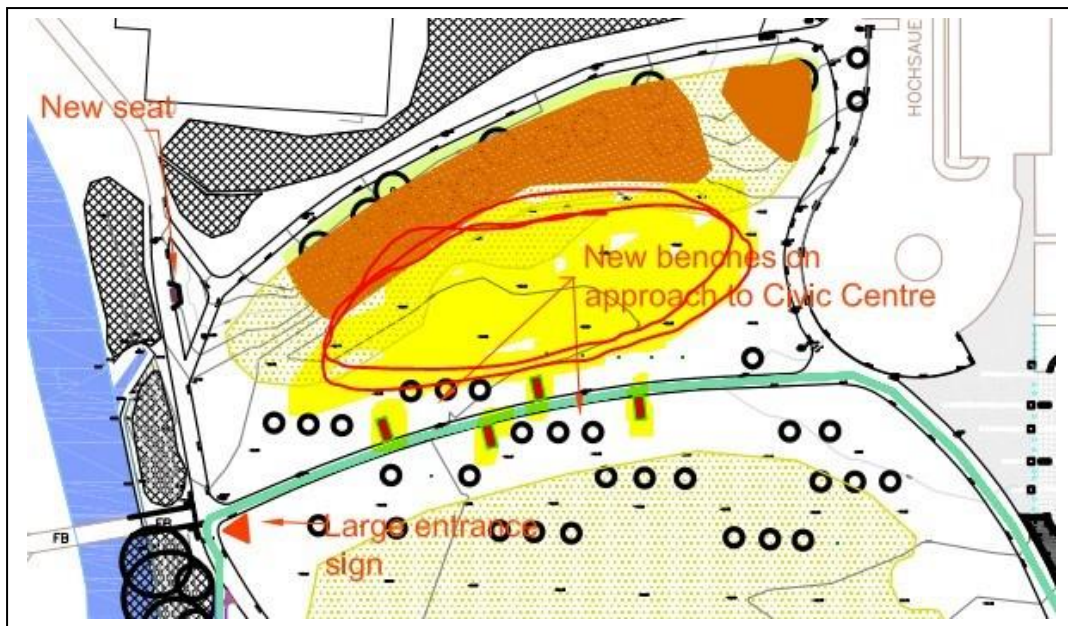 HOCHSAUE
New seat
New benches on
approach to Civic Centre
Large entrance
sign
FB
FB